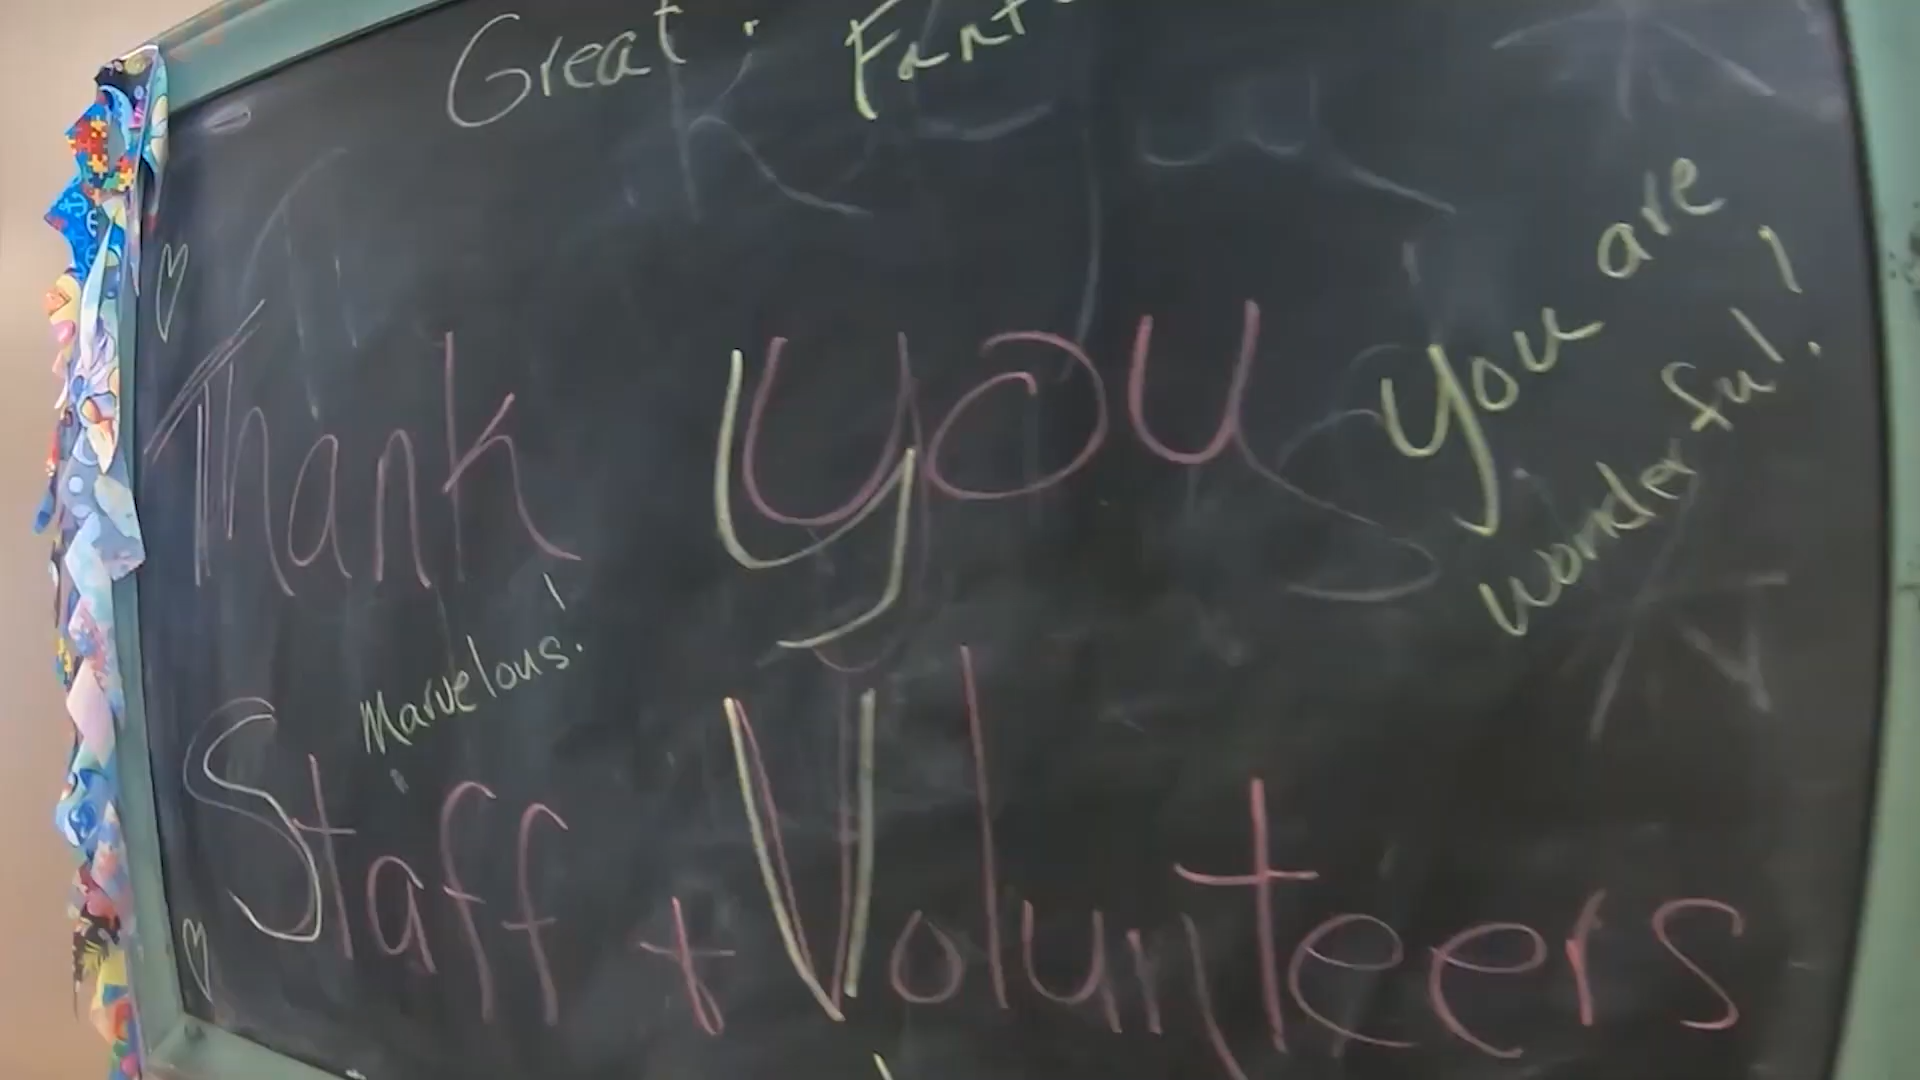 Great!
Thank you
you are
wonderful!
Marvelous!
Staff + Volunteers